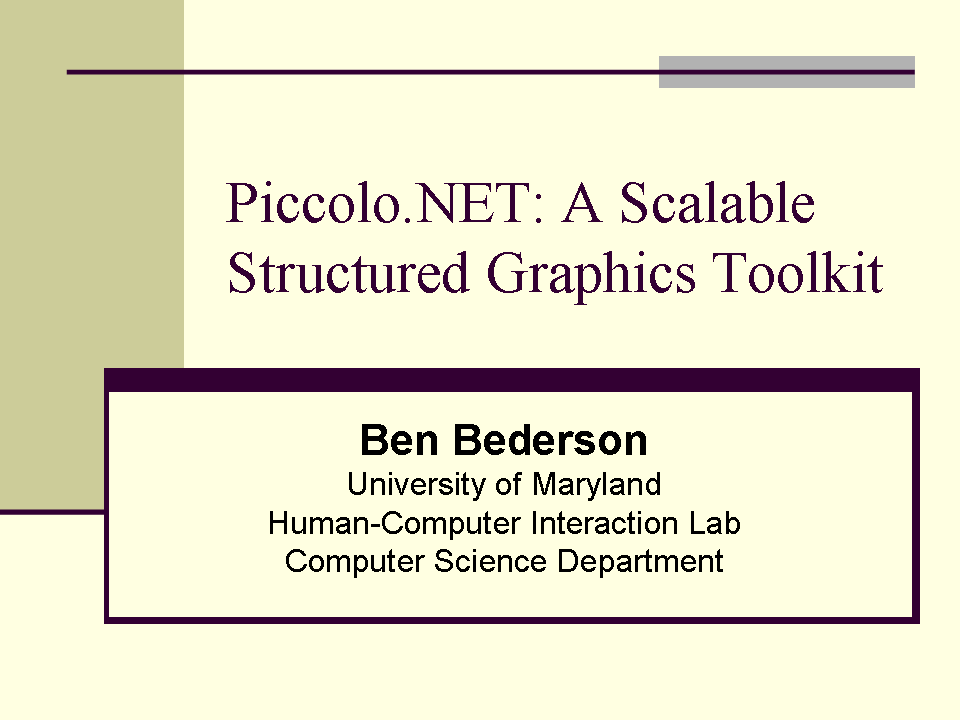 Piccolo.NET: A Scalable
Structured Graphics Toolkit
Ben Bederson
University of Maryland
Human-Computer Interaction Lab
Computer Science Department